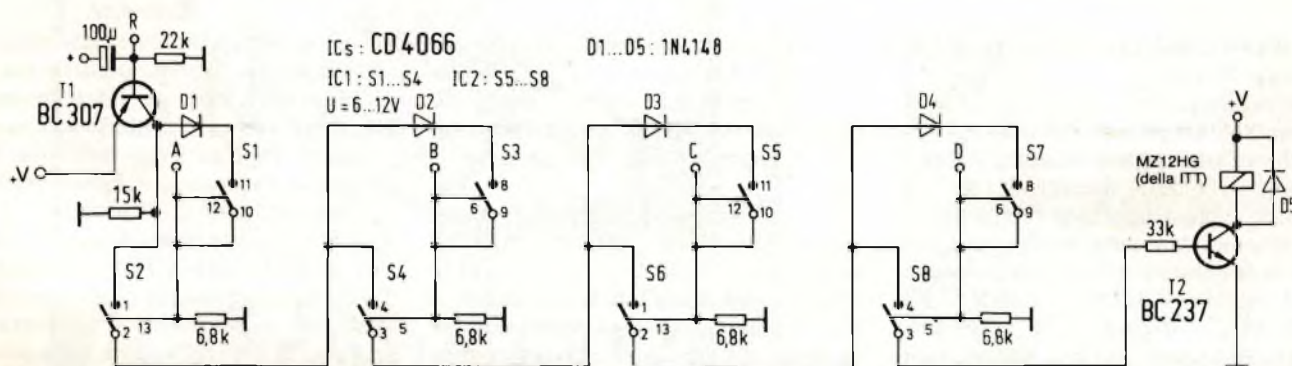 100µ
R
22k
+
T1
BC 307
D1
+V
15k
A
S1
11
12
10
S2
1
2
13
6,8k
ICs : CD 4066
IC1 : S1...S4 IC2 : S5...S8
U = 6...12V
D1...D5 : 1N4148
D2
B
S3
8
6
9
S4
4
3
5
6,8k
D3
C
S5
11
12
10
S6
1
2
13
6,8k
D4
D
S7
8
6
9
S8
4
3
5
6,8k
+V
MZ12HG
(della ITT)
D5
33k
T2
BC 237